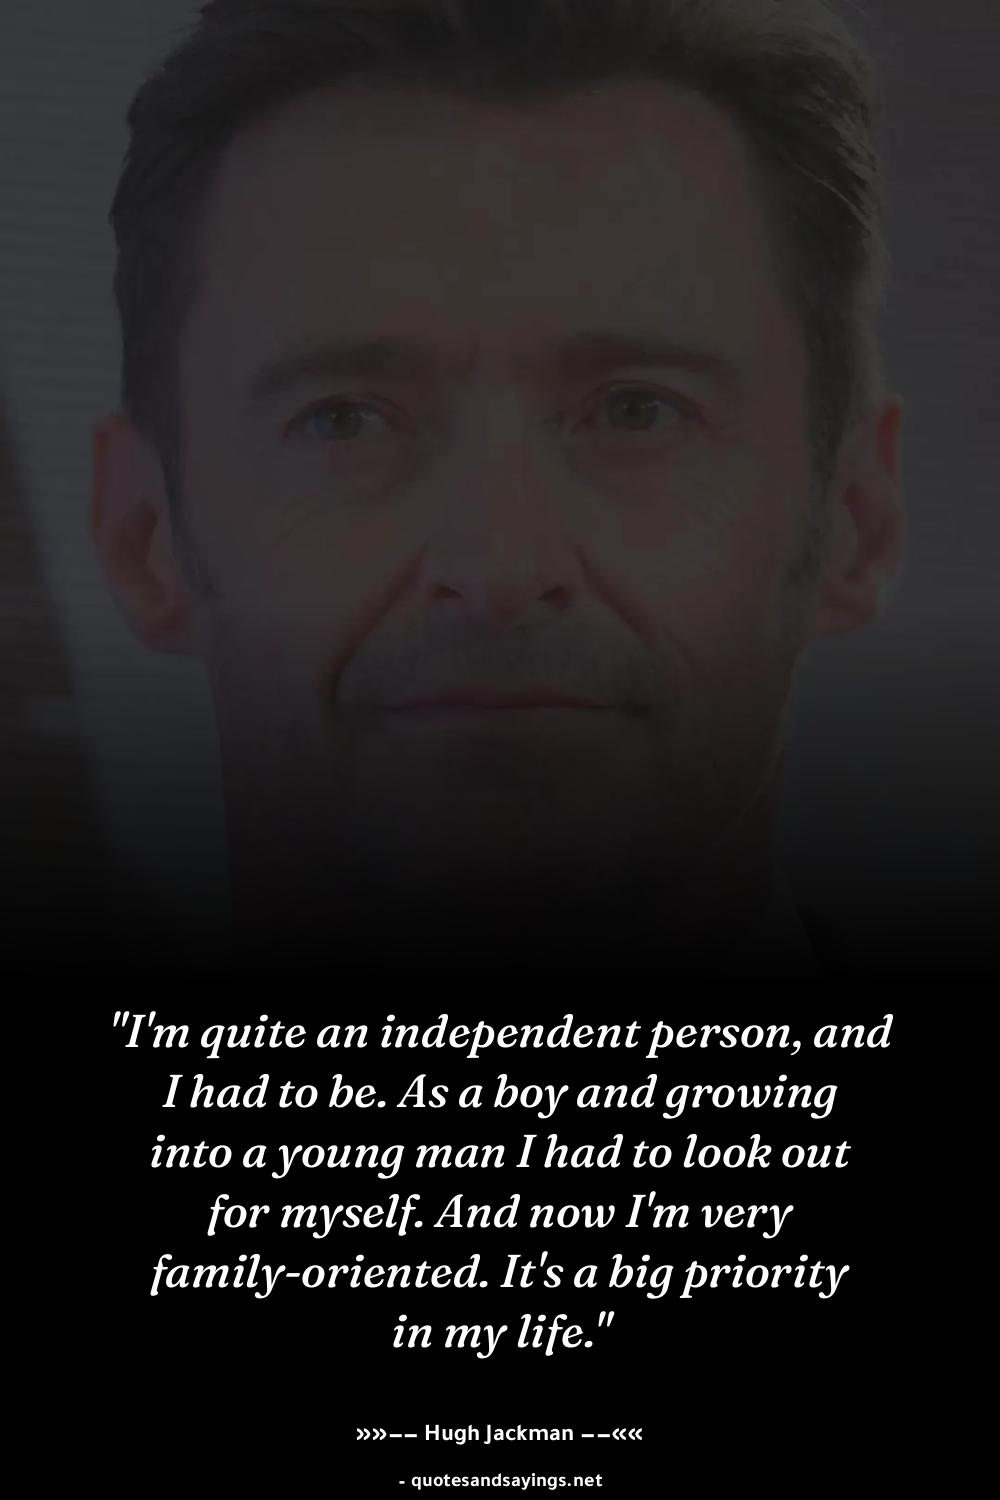 "I'm quite an independent person, and
I had to be. As a boy and growing
into a young man I had to look out
for myself. And now I'm very
family-oriented. It's a big priority
in my life."
»»–– Hugh Jackman ––««
- quotesandsayings.net